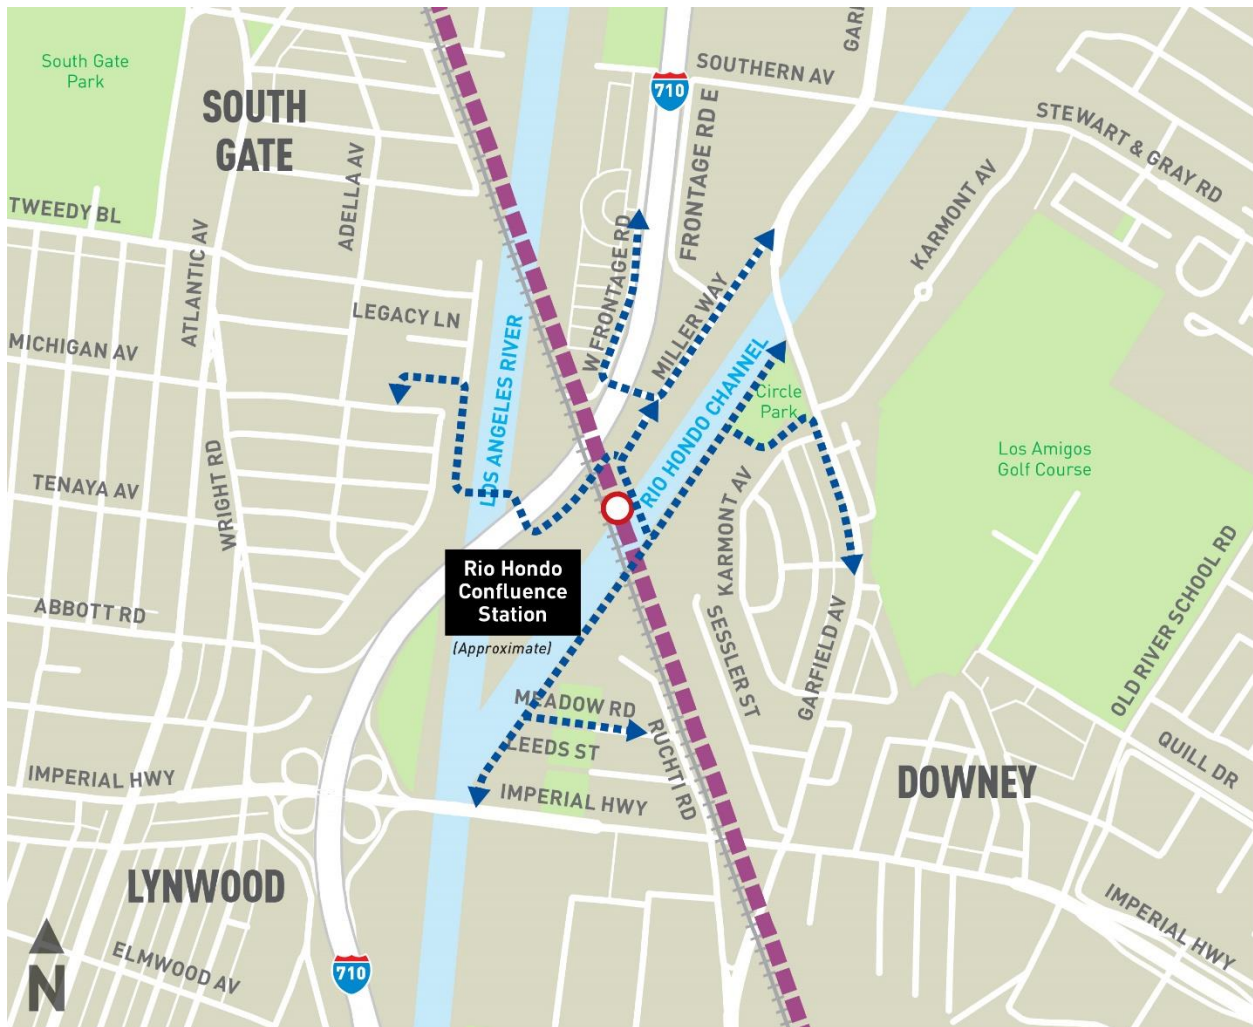 GARF
SOUTHERN AV
South Gate
Park
710
SOUTH
GATE
STEWART & GRAY RD
FRONTAGE RD E
KARMONT AV
ADELLA AV
TWEEDY BL
ATLANTIC AV
W FRONTAGE RD
LEGACY LN
MILLER WAY
MICHIGAN AV
LOS ANGELES RIVER
RIO HONDO CHANNEL
Circle
Park
Los Amigos
Golf Course
TENAYA AV
WRIGHT RD
KARMONT AV
Rio Hondo
Confluence
Station
(Approximate)
ABBOTT RD
SESSLER ST
GARFIELD AV
OLD RIVER SCHOOL RD
MEADOW RD
LEEDS ST
RUCHTI RD
QUILL DR
IMPERIAL HWY
IMPERIAL HWY
DOWNEY
LYNWOOD
IMPERIAL HWY
ELMWOOD AV
710
N